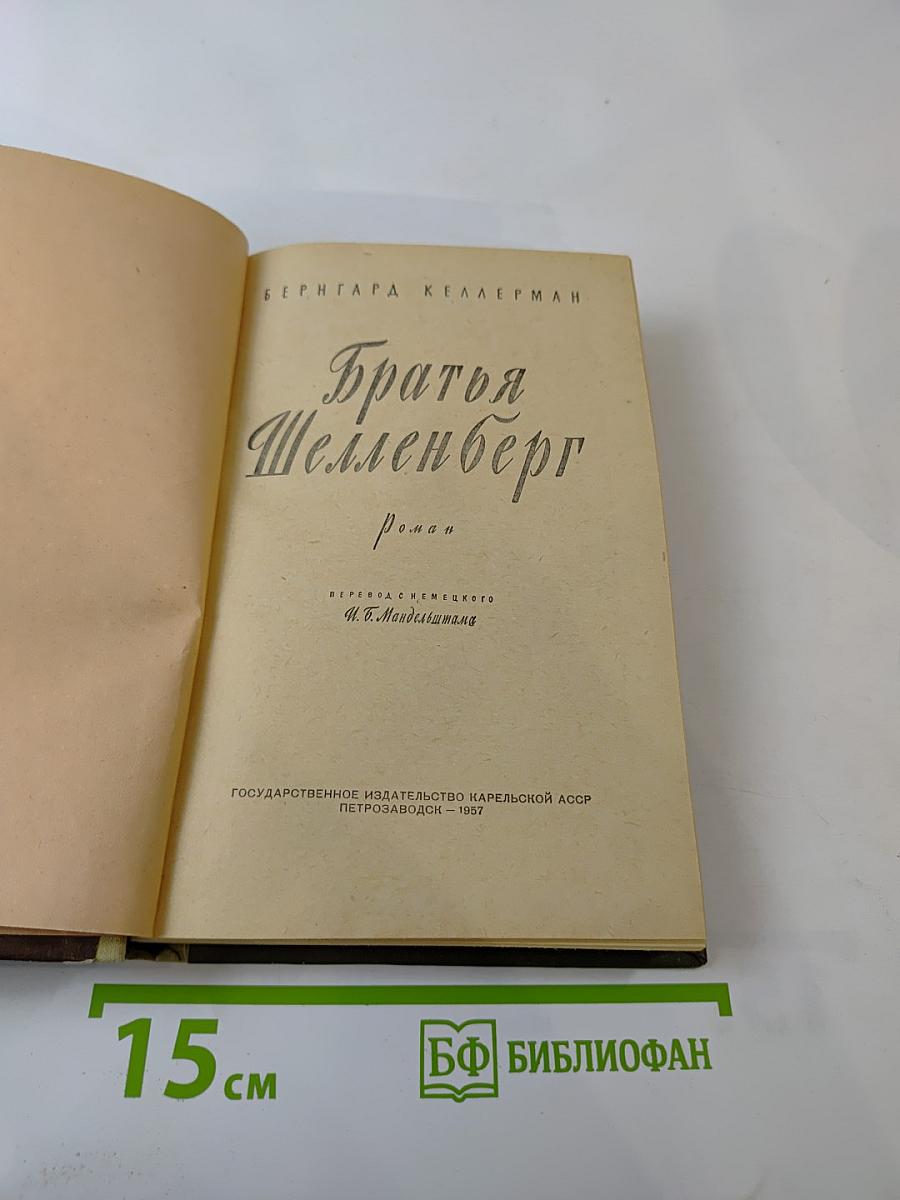 БЕРНГАРД КЕЛЛЕРМАН
Братья
Шелленберг
Роман
ПЕРЕВОД С НЕМЕЦКОГО
И. Б. Мандельштама
ГОСУДАРСТВЕННОЕ ИЗДАТЕЛЬСТВО КАРЕЛЬСКОЙ АССР
ПЕТРОЗАВОДСК — 1957
15 см
БФ БИБЛИОФАН